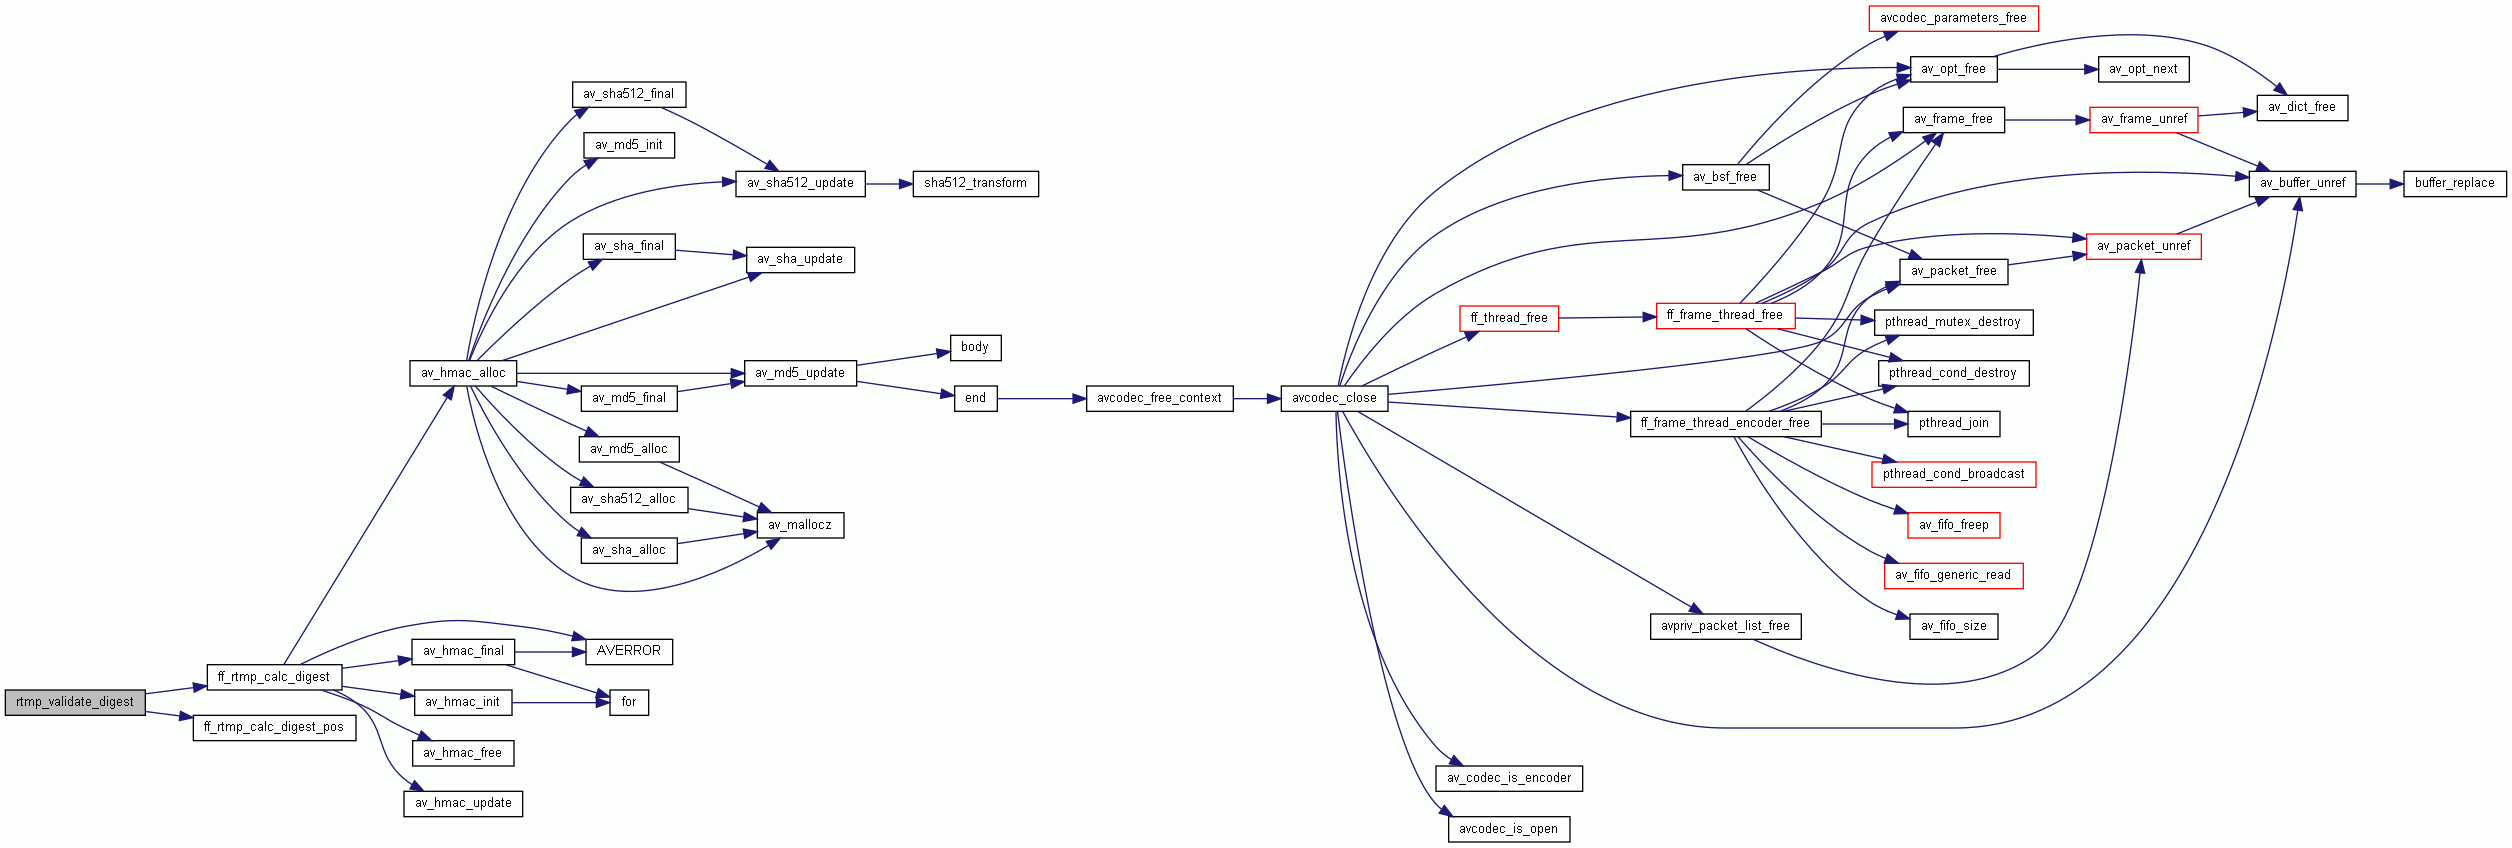 rtmp_validate_digest
ff_rtmp_calc_digest
ff_rtmp_calc_digest_pos
av_hmac_alloc
av_hmac_final
av_hmac_init
av_hmac_free
av_hmac_update
av_sha512_final
av_md5_init
av_sha_final
av_md5_final
av_md5_alloc
av_sha512_alloc
av_sha_alloc
AVERROR
for
av_sha512_update
av_sha_update
av_md5_update
av_mallocz
sha512_transform
body
end
avcodec_free_context
avcodec_close
ff_thread_free
av_codec_is_encoder
avcodec_is_open
av_bsf_free
ff_frame_thread_free
ff_frame_thread_encoder_free
avpriv_packet_list_free
avcodec_parameters_free
av_opt_free
av_frame_free
av_packet_free
pthread_mutex_destroy
pthread_cond_destroy
pthread_join
pthread_cond_broadcast
av_fifo_freep
av_fifo_generic_read
av_fifo_size
av_opt_next
av_frame_unref
av_packet_unref
av_dict_free
av_buffer_unref
buffer_replace